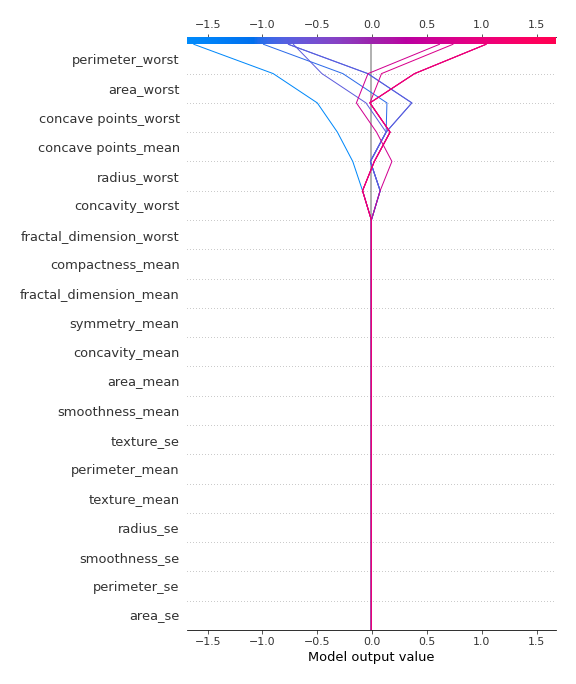 −1.5 −1.0 −0.5 0.0 0.5 1.0 1.5
perimeter_worst
area_worst
concave points_worst
concave points_mean
radius_worst
concavity_worst
fractal_dimension_worst
compactness_mean
fractal_dimension_mean
symmetry_mean
concavity_mean
area_mean
smoothness_mean
texture_se
perimeter_mean
texture_mean
radius_se
smoothness_se
perimeter_se
area_se
−1.5 −1.0 −0.5 0.0 0.5 1.0 1.5
Model output value